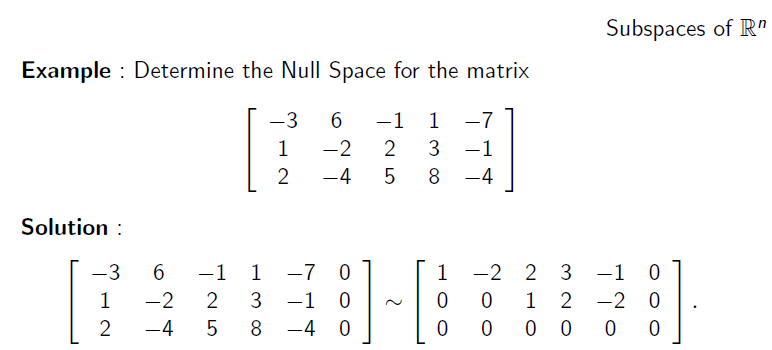 Subspaces of ℝⁿ
Example : Determine the Null Space for the matrix
[ −3 6 −1 1 −7 ]
[ 1 −2 2 3 −1 ]
[ 2 −4 5 8 −4 ]
Solution :
[ −3 6 −1 1 −7 0 ] [ 1 −2 2 3 −1 0 ]
[ 1 −2 2 3 −1 0 ] ∼ [ 0 0 1 2 −2 0 ] .
[ 2 −4 5 8 −4 0 ] [ 0 0 0 0 0 0 ]